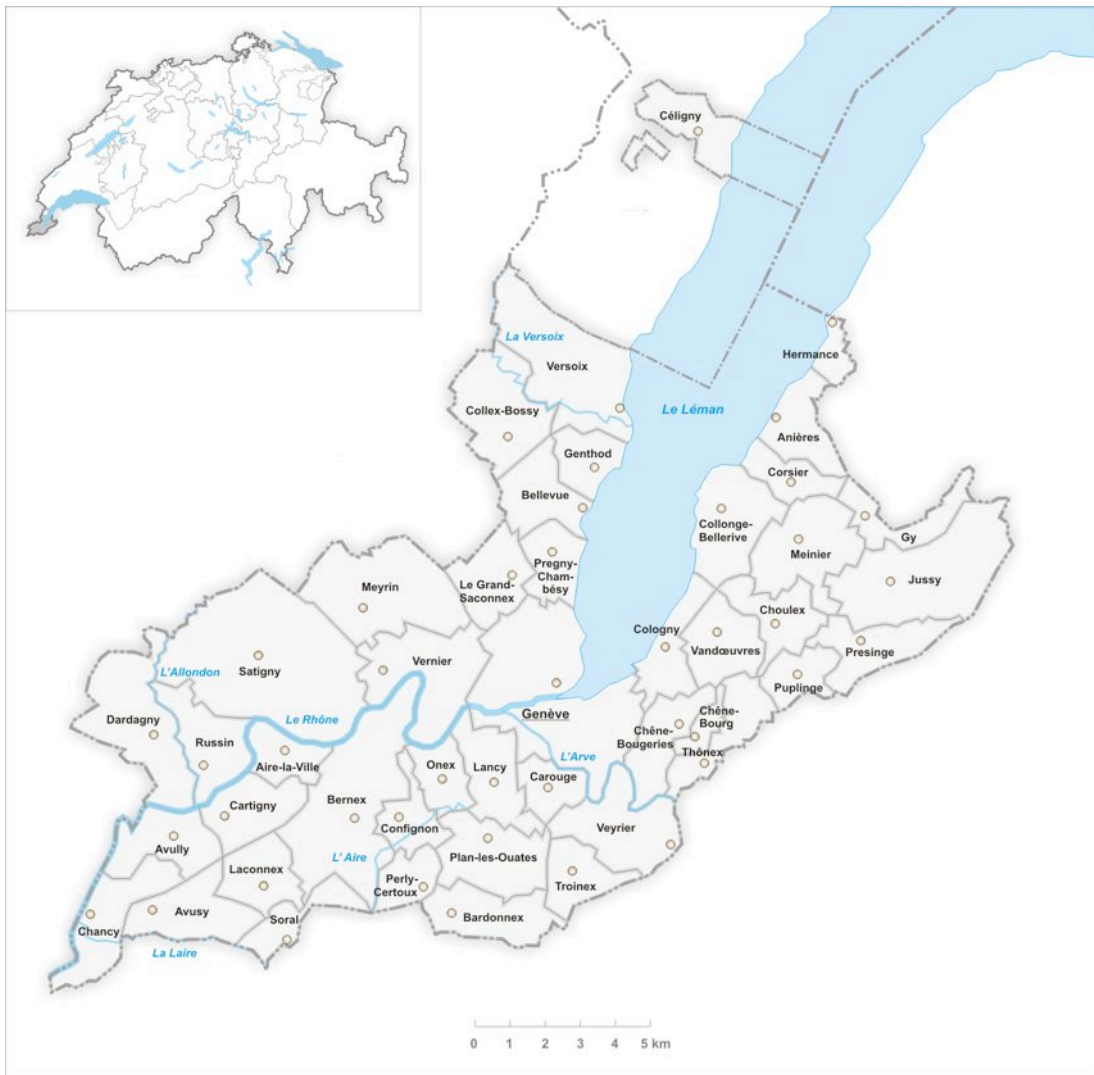 Céligny
La Versoix
Versoix
Hermance
Le Léman
Collex-Bossy
Anières
Genthod
Corsier
Bellevue
Collonge-
Bellerive
Gy
Meinier
Pregny-
Cham-
bésy
Le Grand-
Saconnex
Meyrin
Jussy
Choulex
Cologny
Vandœuvres
Presinge
Vernier
Satigny
L'Allondon
Puplinge
Genève
Chêne-
Bourg
Dardagny
Le Rhône
Chêne-
Bougeries
Russin
Thônex
L'Arve
Aire-la-Ville
Onex
Lancy
Carouge
Cartigny
Bernex
Confignon
Veyrier
Avully
L' Aire
Plan-les-Ouates
Laconnex
Perly-
Certoux
Troinex
Avusy
Soral
Bardonnex
Chancy
La Laire
0 1 2 3 4 5 km